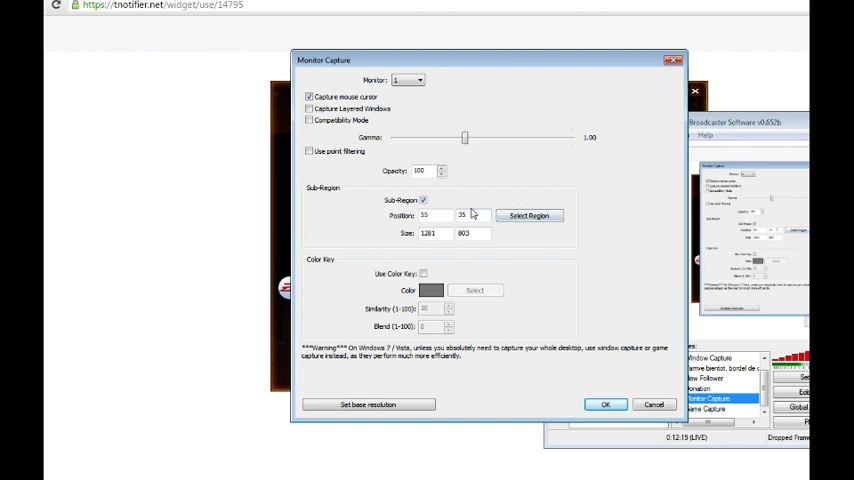 https://tnotifier.net/widget/use/14795
Monitor Capture
Monitor: 1
Capture mouse cursor
Capture Layered Windows
Compatibility Mode
Gamma: 1.00
Use point filtering
Opacity: 100
Sub-Region
Sub-Region:
Position: 55 35 Select Region
Size: 1281 803
Color Key
Use Color Key:
Color Select
Similarity (1-100): 10
Blend (1-100): 0
***Warning*** On Windows 7 / Vista, unless you absolutely need to capture your whole desktop, use window capture or game
capture instead, as they perform much more efficiently.
Set base resolution OK Cancel
Broadcaster Software v0.652b
Help
Monitor Capture
Window Capture
New Follower
Donation
Monitor Capture
Game Capture
Global
0:12:19 (LIVE) Dropped Frame